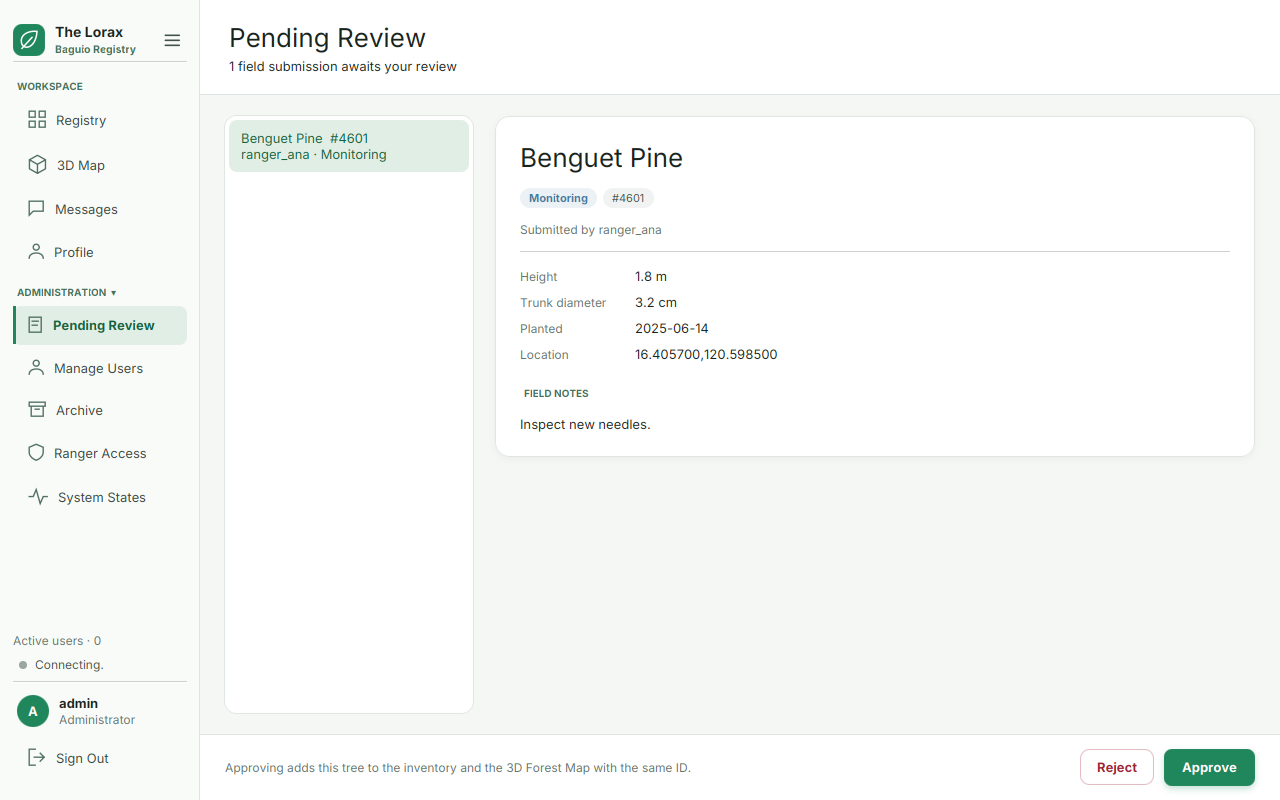 The Lorax
Baguio Registry
WORKSPACE
Registry
3D Map
Messages
Profile
ADMINISTRATION ▾
Pending Review
Manage Users
Archive
Ranger Access
System States
Active users · 0
Connecting.
A
admin
Administrator
Sign Out
Pending Review
1 field submission awaits your review
Benguet Pine #4601
ranger_ana · Monitoring
Benguet Pine
Monitoring #4601
Submitted by ranger_ana
Height 1.8 m
Trunk diameter 3.2 cm
Planted 2025-06-14
Location 16.405700,120.598500
FIELD NOTES
Inspect new needles.
Approving adds this tree to the inventory and the 3D Forest Map with the same ID.
Reject
Approve